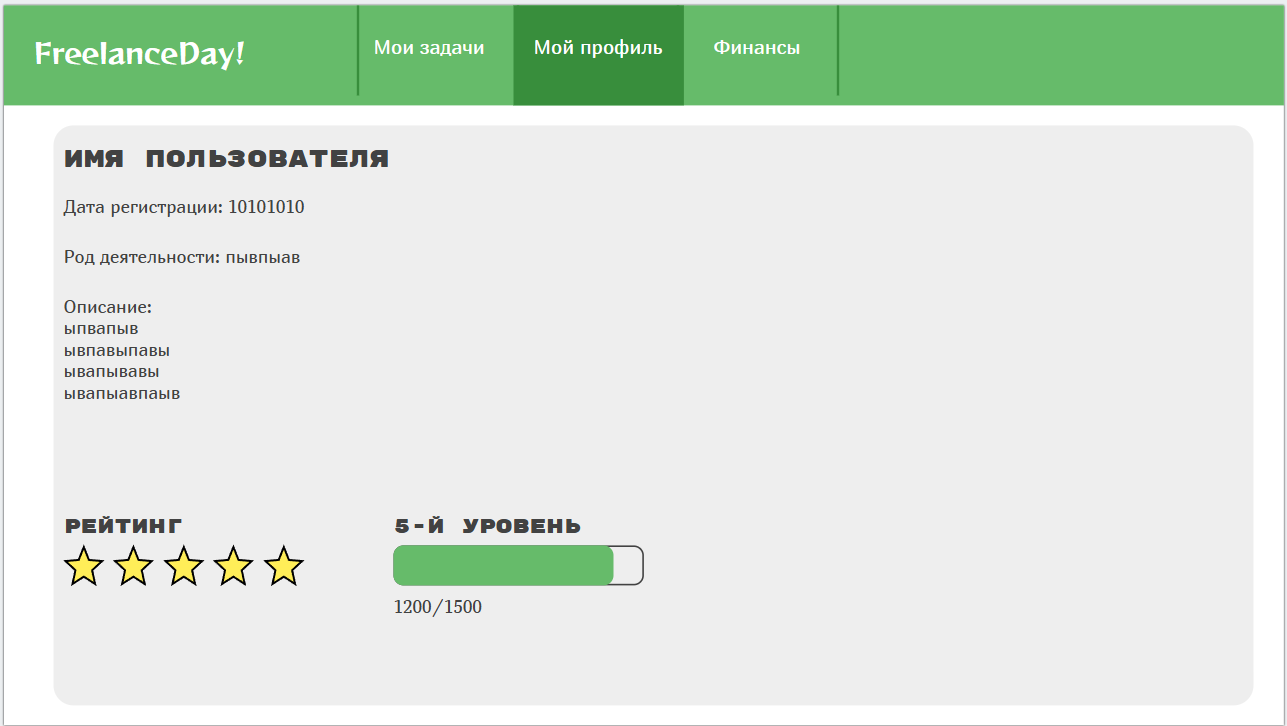 FreelanceDay!
Мои задачи
Мой профиль
Финансы
ИМЯ ПОЛЬЗОВАТЕЛЯ
Дата регистрации: 10101010
Род деятельности: пывпыав
Описание:
ыпвапыв
ывпавыпавы
ывапывавы
ывапыавпаыв
РЕЙТИНГ
5-Й УРОВЕНЬ
1200/1500